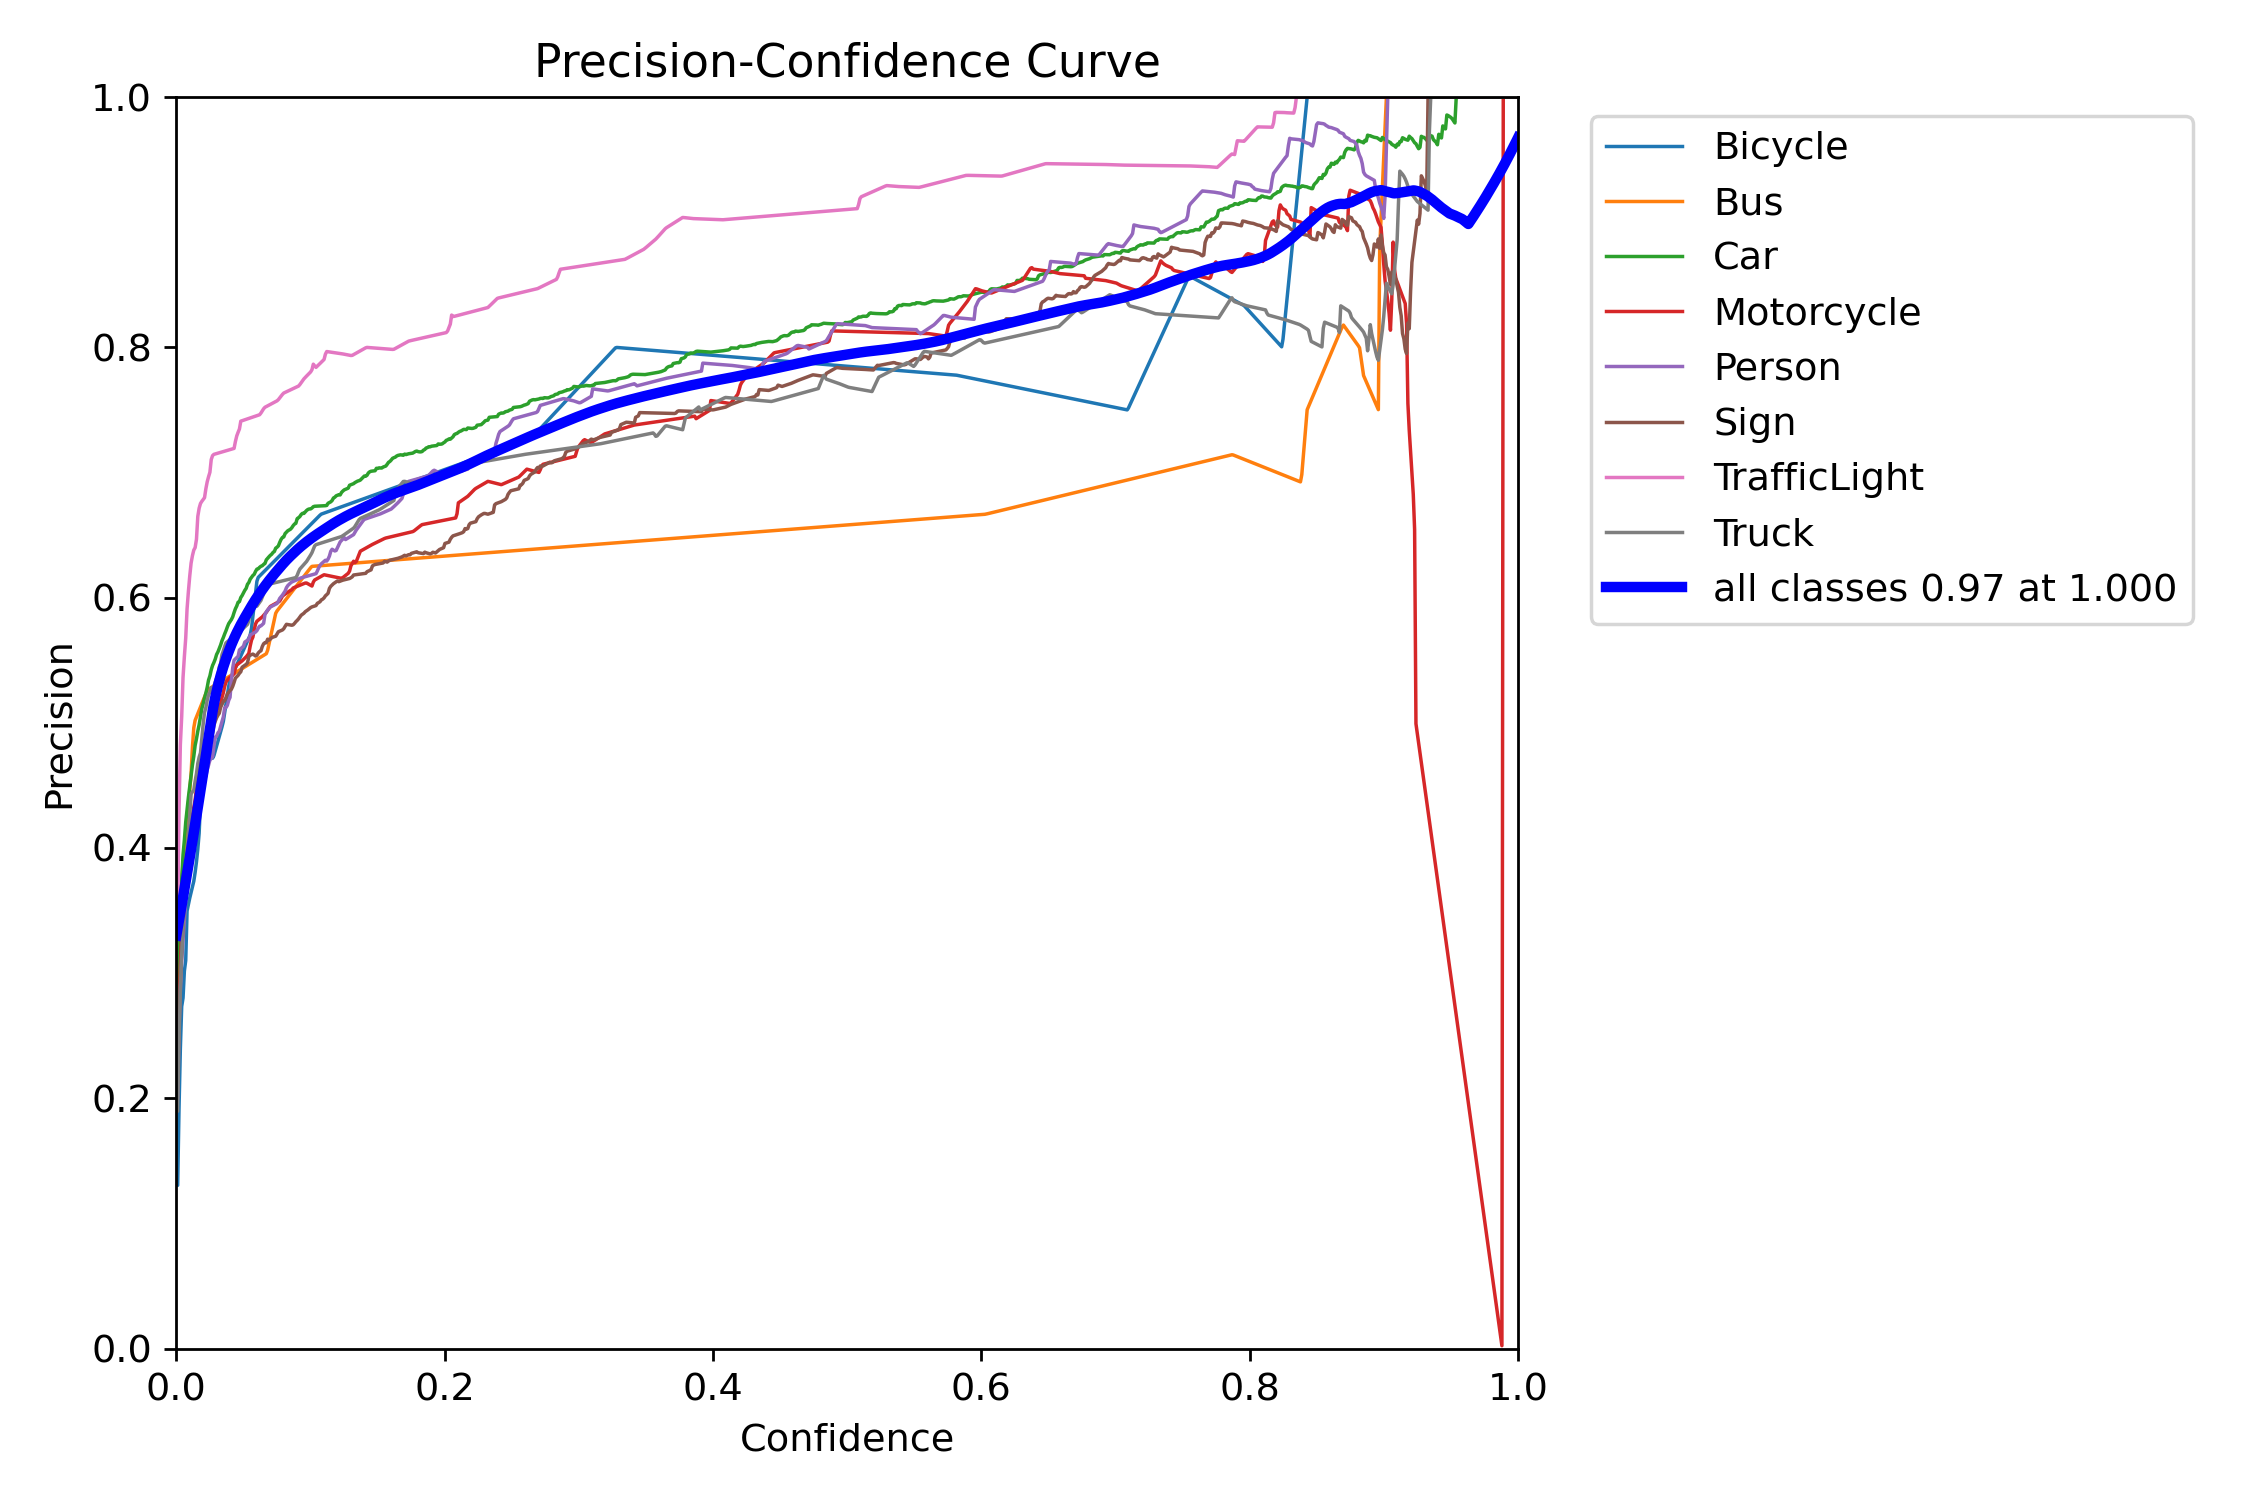 Precision-Confidence Curve
1.0
0.8
0.6
0.4
0.2
0.0
Precision
0.0 0.2 0.4 0.6 0.8 1.0
Confidence
Bicycle
Bus
Car
Motorcycle
Person
Sign
TrafficLight
Truck
all classes 0.97 at 1.000